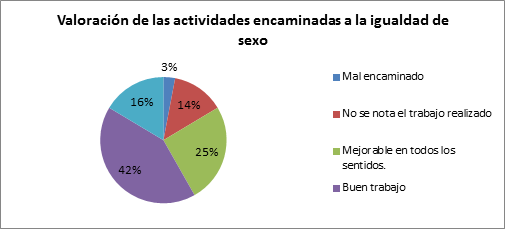 Valoración de las actividades encaminadas a la igualdad de
sexo
3%
14%
16%
25%
42%
Mal encaminado
No se nota el trabajo realizado
Mejorable en todos los
sentidos.
Buen trabajo